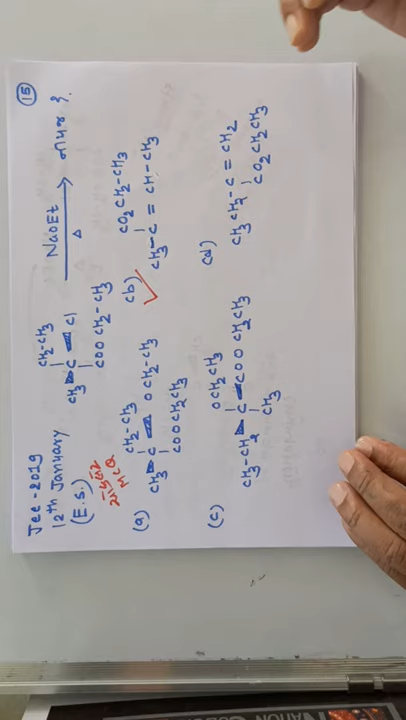 Jee-2019
12th January
(E.S.)
(15)
CH2-CH3
CH3 C Cl
COOCH2-CH3
NaOEt
Δ
नीपज ?
(a)
CH2-CH3
CH3 C OCH2-CH3
COOCH2CH3
(b)
CO2CH2-CH3
CH3-C = CH-CH3
(c)
OCH2CH3
CH3-CH2 C COOCH2CH3
CH3
(d)
CH3CH2-C = CH2
CO2CH2CH3